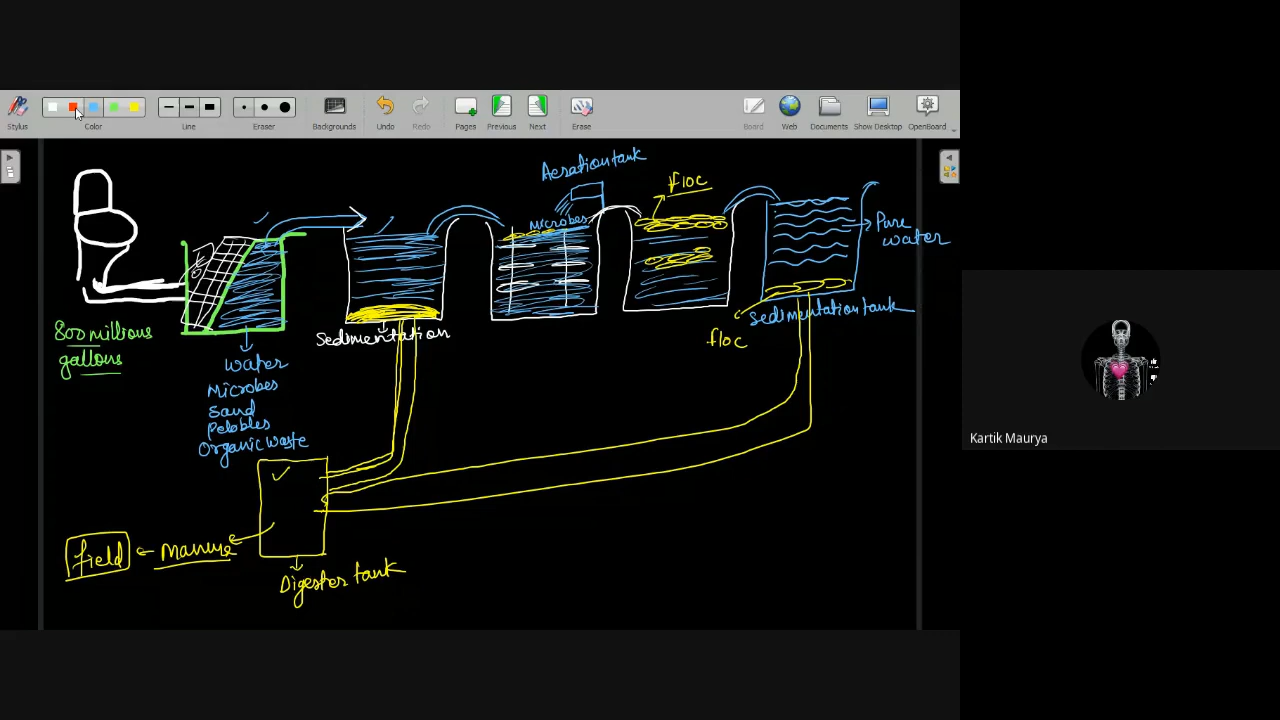 Stylus
Color
Line
Eraser
Backgrounds
Undo
Redo
Pages
Previous
Next
Erase
Board
Web
Documents
Show Desktop
OpenBoard
Aeration tank
floc
Microbes
Pure
water
800 millions
gallons
Sedimentation
Sedimentation tank
floc
water
Microbes
Sand
Pebbles
Organic waste
field ← Manure
Digester tank
Kartik Maurya